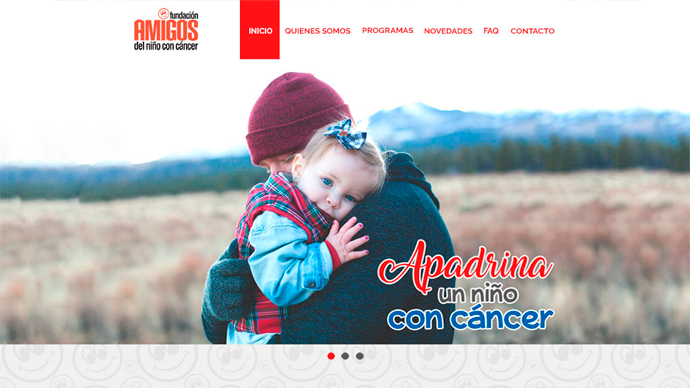 fundación
AMIGOS
del niño con cáncer
INICIO
QUIENES SOMOS
PROGRAMAS
NOVEDADES
FAQ
CONTACTO
Apadrina
un niño
con cáncer